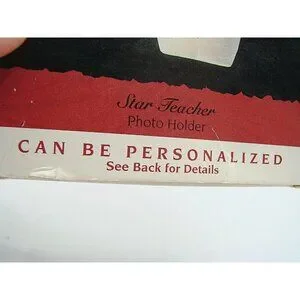 Star Teacher
Photo Holder
CAN BE PERSONALIZED
See Back for Details